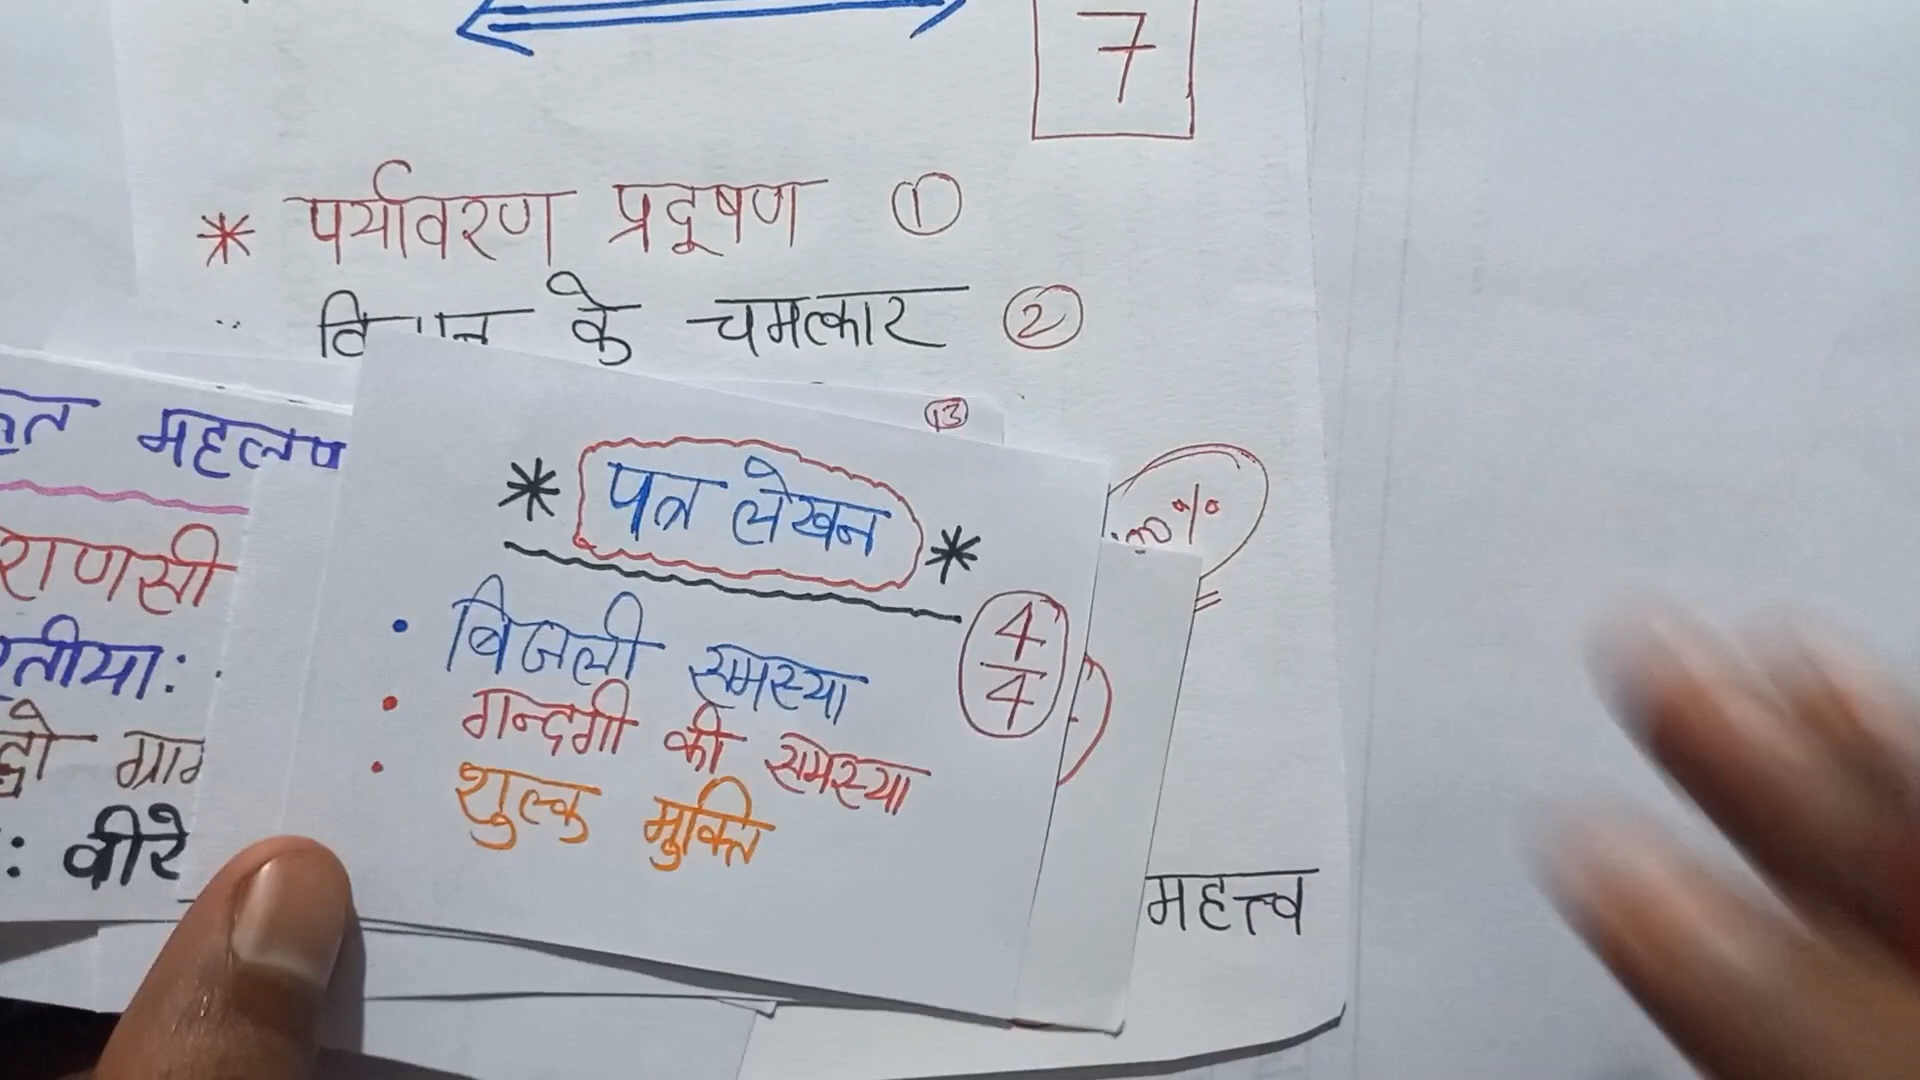 7
* पर्यावरण प्रदूषण ①
के चमत्कार ②
⑬
* पत्र लेखन *
• बिजली समस्या
4/4
• गन्दगी की समस्या
• शुल्क मुक्ति
%
महत्त्व
राणसी
तीया:
ग्राम
: वीरे